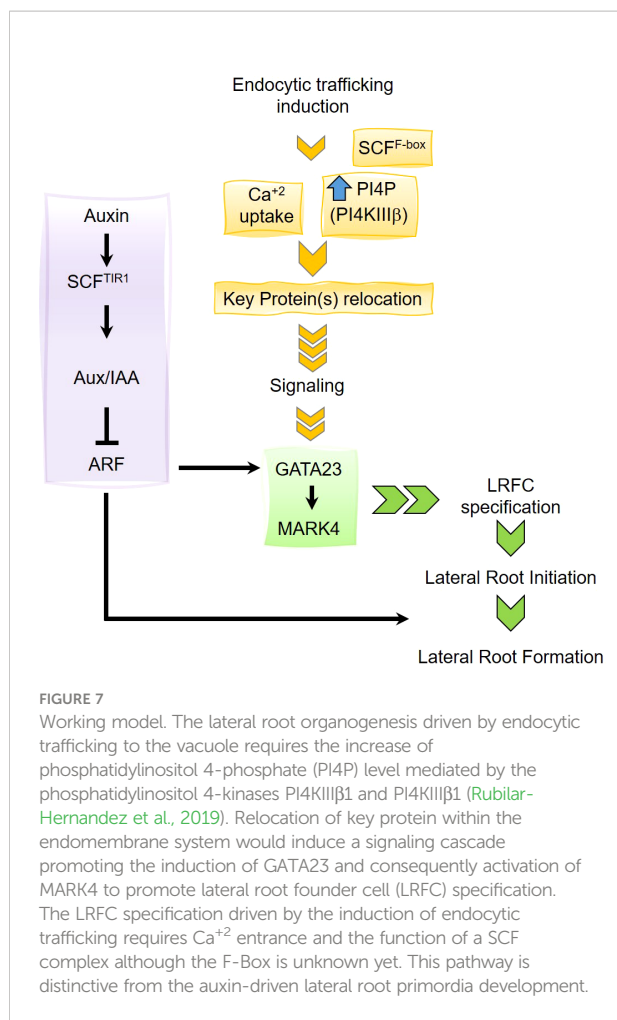 Endocytic trafficking
induction
SCF^F-box
Ca⁺² 
uptake
PI4P
(PI4KIIIβ)
Key Protein(s) relocation
Signaling
Auxin
SCF^TIR1
Aux/IAA
ARF
GATA23
MARK4
LRFC
specification
Lateral Root Initiation
Lateral Root Formation
FIGURE 7
Working model. The lateral root organogenesis driven by endocytic
trafficking to the vacuole requires the increase of
phosphatidylinositol 4-phosphate (PI4P) level mediated by the
phosphatidylinositol 4-kinases PI4KIIIβ1 and PI4KIIIβ1 (Rubilar-
Hernandez et al., 2019). Relocation of key protein within the
endomembrane system would induce a signaling cascade
promoting the induction of GATA23 and consequently activation of
MARK4 to promote lateral root founder cell (LRFC) specification.
The LRFC specification driven by the induction of endocytic
trafficking requires Ca⁺² entrance and the function of a SCF
complex although the F-Box is unknown yet. This pathway is
distinctive from the auxin-driven lateral root primordia development.